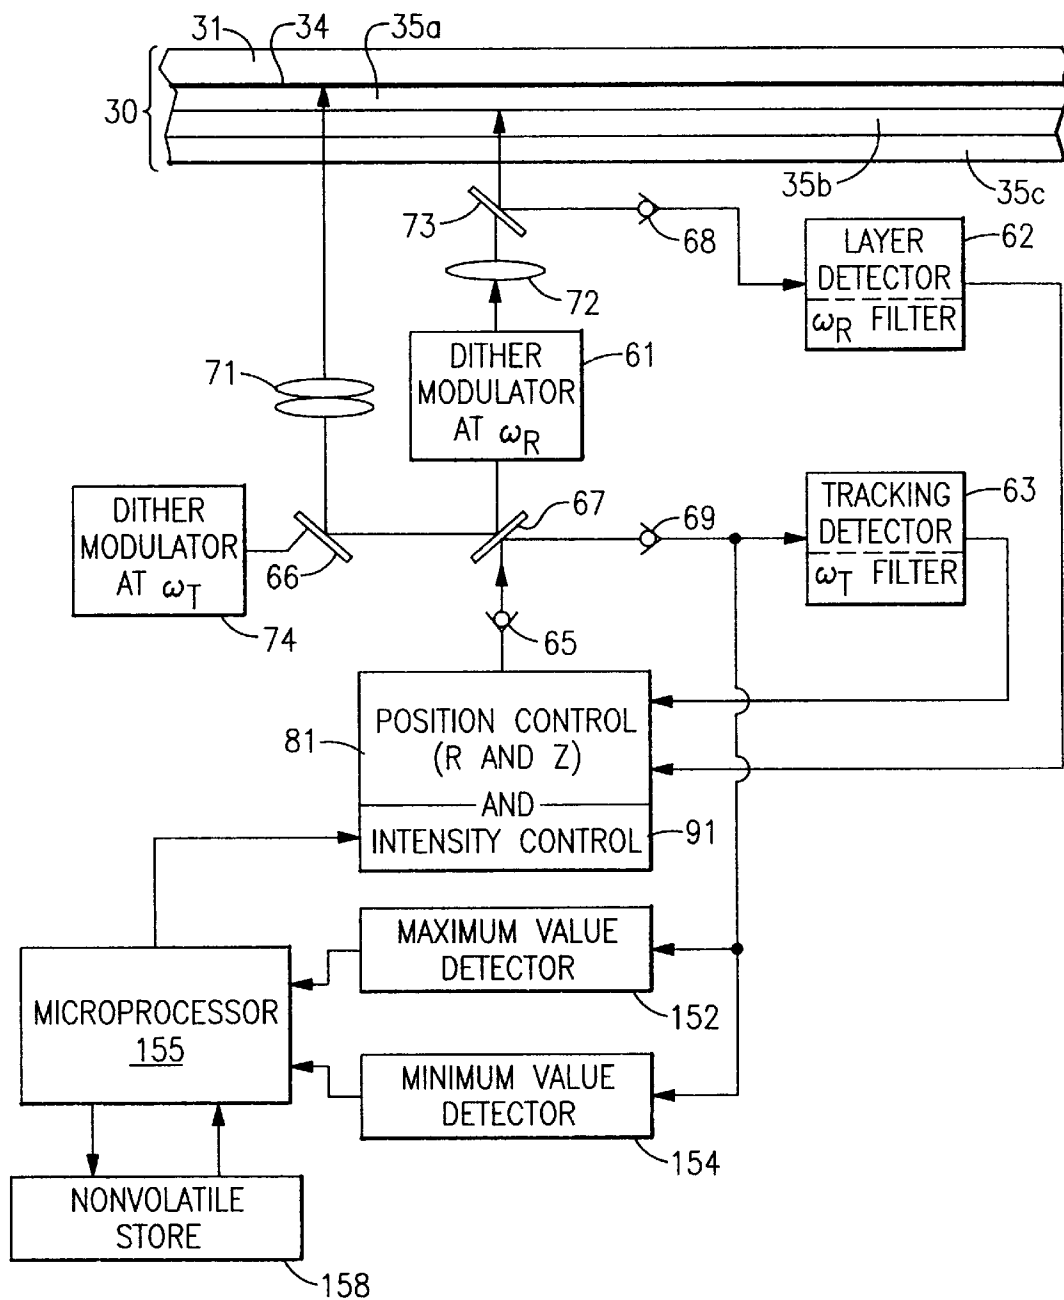 31 34 35a
30
35b
35c
73
68
LAYER
DETECTOR
ωR FILTER
62
72
DITHER
MODULATOR
AT ωR
61
71
DITHER
MODULATOR
AT ωT
74
66
67
69
TRACKING
DETECTOR
ωT FILTER
63
65
81
POSITION CONTROL
(R AND Z)
AND
INTENSITY CONTROL
91
MAXIMUM VALUE
DETECTOR
152
MICROPROCESSOR
155
MINIMUM VALUE
DETECTOR
154
NONVOLATILE
STORE
158